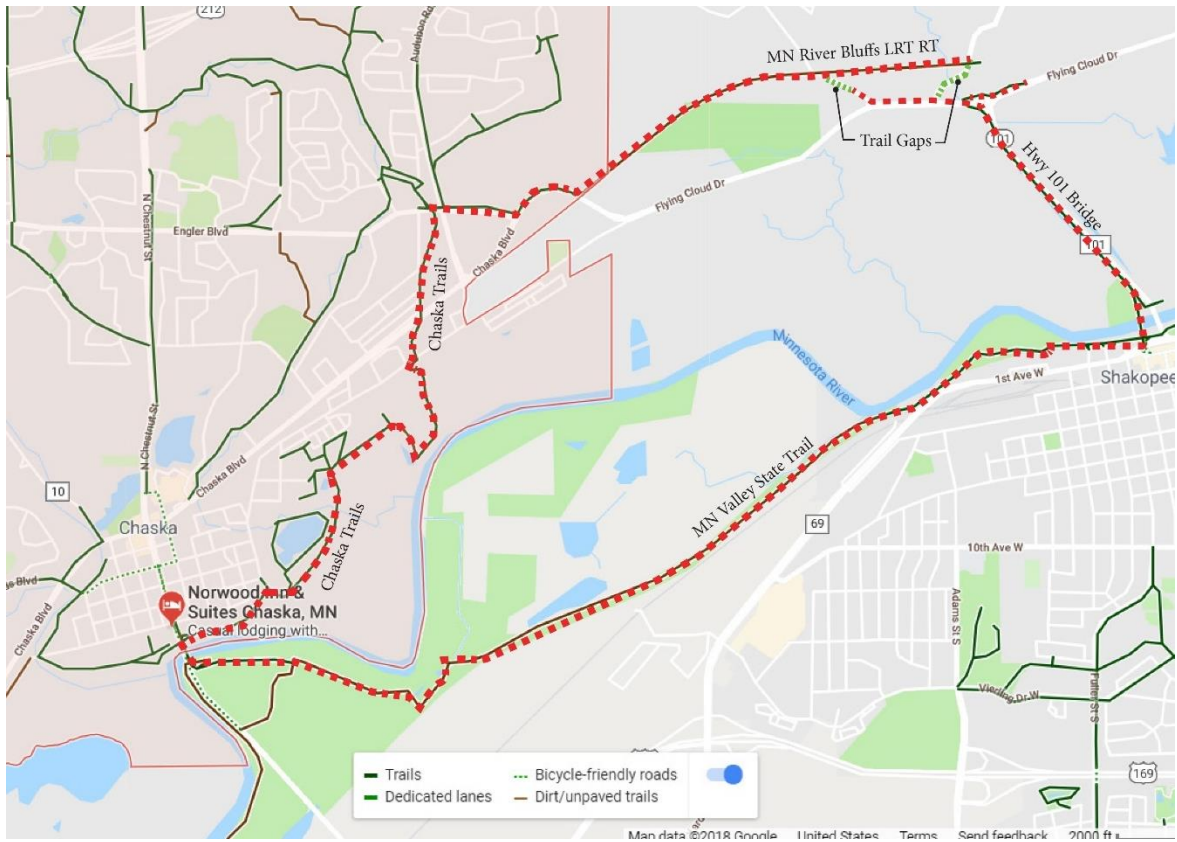 212
Audubon Rd
MN River Bluffs LRT RT
Flying Cloud Dr
Trail Gaps
101
Hwy 101 Bridge
Flying Cloud Dr
N Chestnut St
Engler Blvd
Chaska Blvd
101
Chaska Trails
Minnesota River
1st Ave W
Shakopee
N Chestnut St
Chaska Blvd
10
MN Valley State Trail
Chaska
69
10th Ave W
Chaska Trails
Blvd
Norwood Inn &
Suites Chaska, MN
Casual lodging with...
Chaska Blvd
Adams St S
Vierling Dr W
Fuller St S
169
Trails
Bicycle-friendly roads
Dedicated lanes
Dirt/unpaved trails
Map data ©2018 Google United States Terms Send feedback 2000 ft